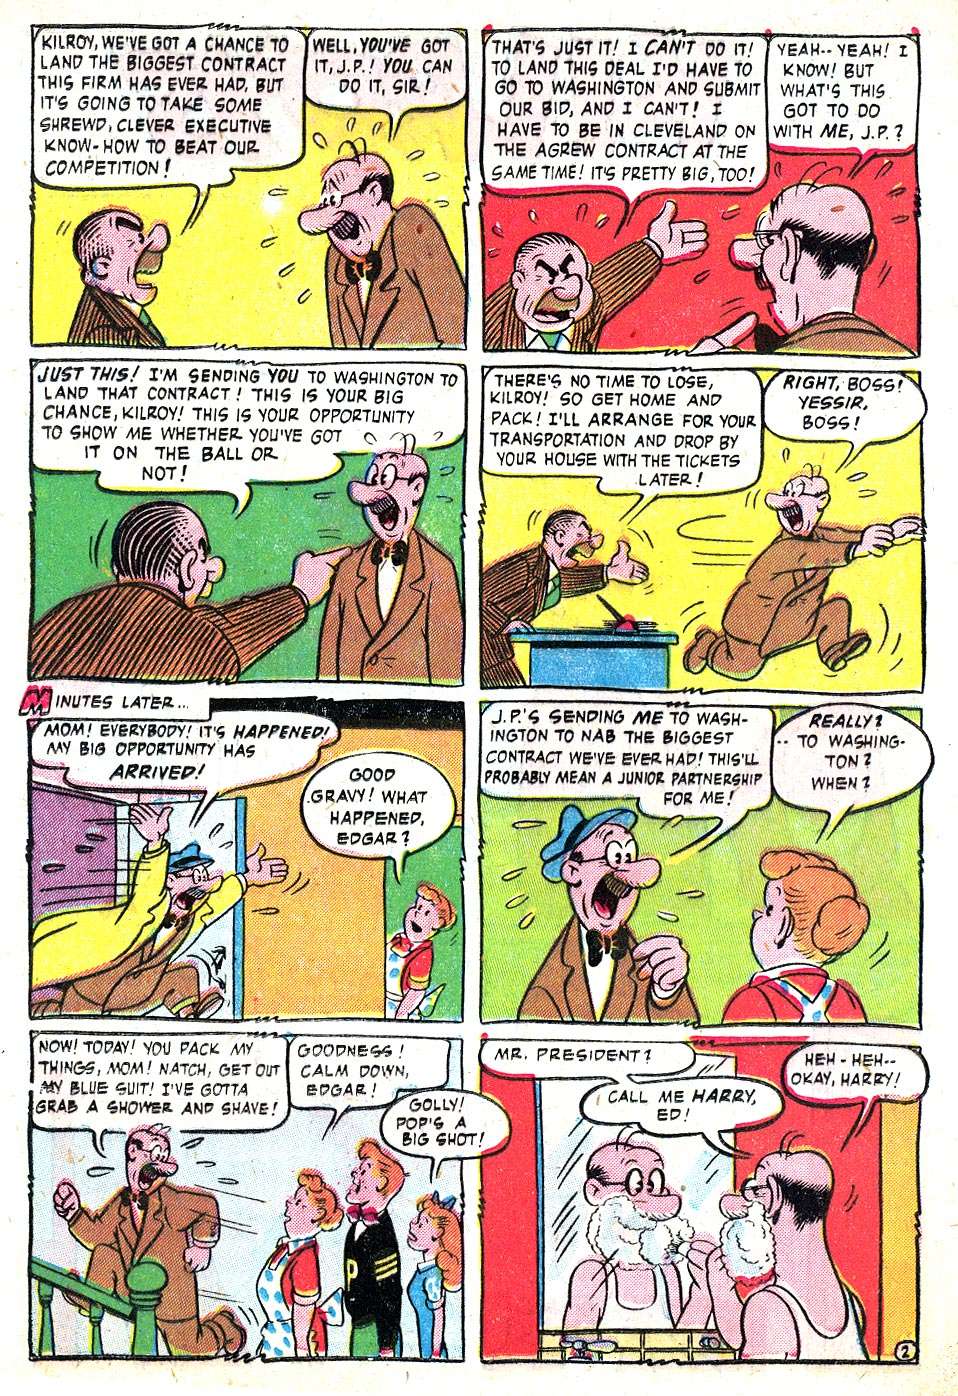 KILROY, WE'VE GOT A CHANCE TO
LAND THE BIGGEST CONTRACT
THIS FIRM HAS EVER HAD, BUT
IT'S GOING TO TAKE SOME
SHREWD, CLEVER EXECUTIVE
KNOW-HOW TO BEAT OUR
COMPETITION!
WELL, YOU'VE GOT
IT, J.P.! YOU CAN
DO IT, SIR!
THAT'S JUST IT! I CAN'T DO IT!
TO LAND THIS DEAL I'D HAVE TO
GO TO WASHINGTON AND SUBMIT
OUR BID, AND I CAN'T! I
HAVE TO BE IN CLEVELAND ON
THE AGREW CONTRACT AT THE
SAME TIME! IT'S PRETTY BIG, TOO!
YEAH-- YEAH! I
KNOW! BUT
WHAT'S THIS
GOT TO DO
WITH ME, J.P.?
JUST THIS! I'M SENDING YOU TO WASHINGTON TO
LAND THAT CONTRACT! THIS IS YOUR BIG
CHANCE, KILROY! THIS IS YOUR OPPORTUNITY
TO SHOW ME WHETHER YOU'VE GOT
IT ON THE BALL OR
NOT!
THERE'S NO TIME TO LOSE,
KILROY! SO GET HOME AND
PACK! I'LL ARRANGE FOR YOUR
TRANSPORTATION AND DROP BY
YOUR HOUSE WITH THE TICKETS
LATER!
RIGHT, BOSS!
YESSIR,
BOSS!
MINUTES LATER...
MOM! EVERYBODY! IT'S HAPPENED!
MY BIG OPPORTUNITY HAS
ARRIVED!
GOOD
GRAVY! WHAT
HAPPENED,
EDGAR?
J.P.'S SENDING ME TO WASH-
INGTON TO NAB THE BIGGEST
CONTRACT WE'VE EVER HAD! THIS'LL
PROBABLY MEAN A JUNIOR PARTNERSHIP
FOR ME!
REALLY?
-- TO WASHING-
TON?
WHEN?
NOW! TODAY! YOU PACK MY
THINGS, MOM! NATCH, GET OUT
MY BLUE SUIT! I'VE GOTTA
GRAB A SHOWER AND SHAVE!
GOODNESS!
CALM DOWN,
EDGAR!
GOLLY!
POP'S A
BIG SHOT!
P
MR. PRESIDENT?
CALL ME HARRY,
ED!
HEH-HEH--
OKAY, HARRY!
2